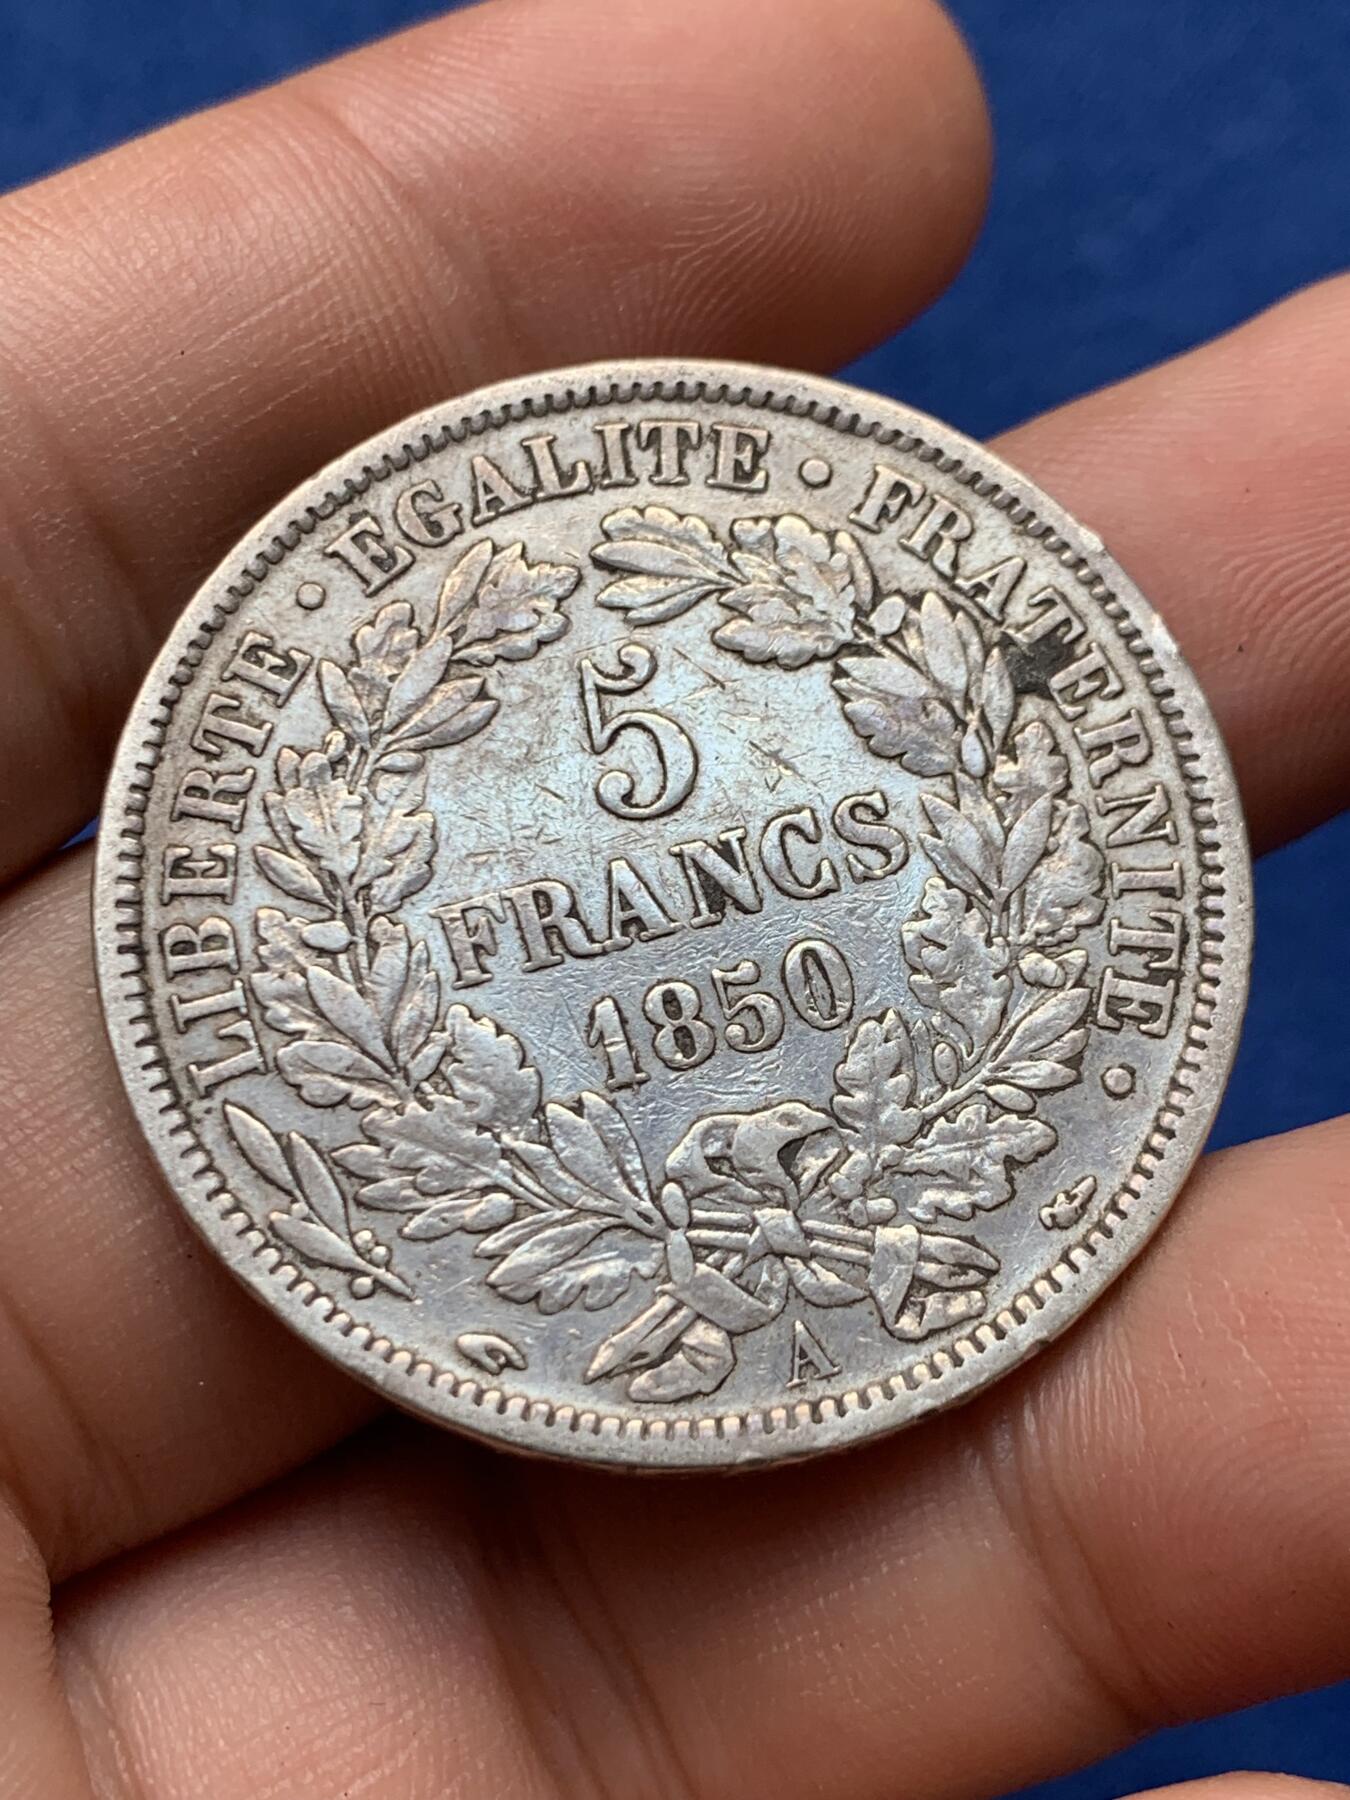 LIBERTE · EGALITE · FRATERNITE ·
5
FRANCS
1850
A